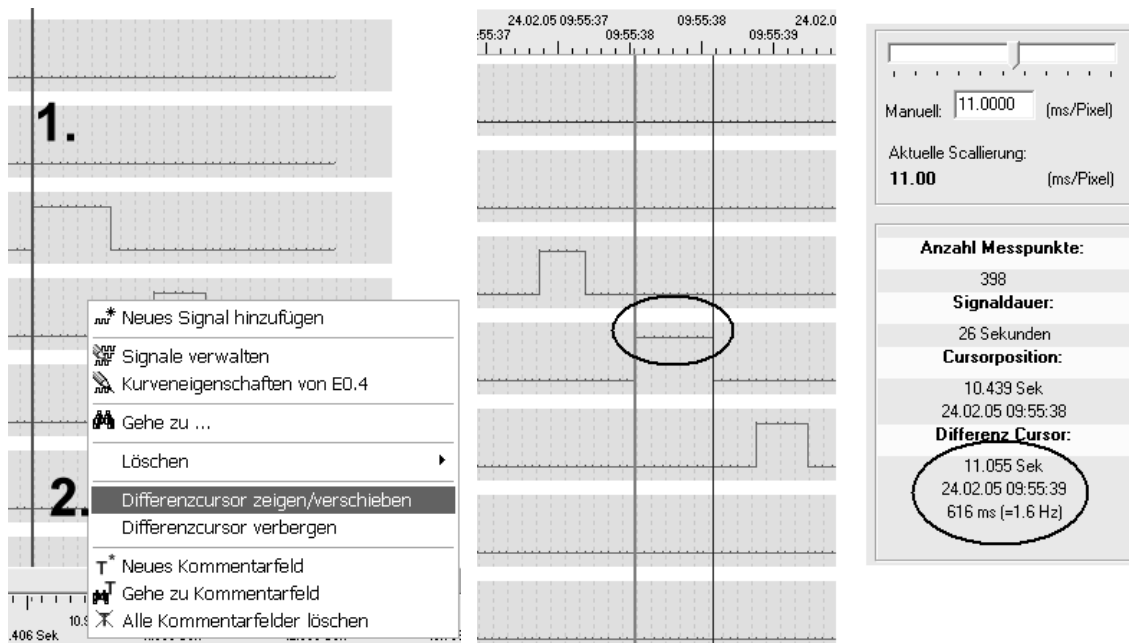 1.
2.
Neues Signal hinzufügen
Signale verwalten
Kurveneigenschaften von E0.4
Gehe zu ...
Löschen
Differenzcursor zeigen/verschieben
Differenzcursor verbergen
Neues Kommentarfeld
Gehe zu Kommentarfeld
Alle Kommentarfelder löschen
.406 Sek
24.02.05 09:55:37 09:55:38 24.02.0
:55:37 09:55:38 09:55:39
Manuell: 11.0000 (ms/Pixel)
Aktuelle Scallierung:
11.00 (ms/Pixel)
Anzahl Messpunkte:
398
Signaldauer:
26 Sekunden
Cursorposition:
10.439 Sek
24.02.05 09:55:38
Differenz Cursor:
11.055 Sek
24.02.05 09:55:39
616 ms (=1.6 Hz)